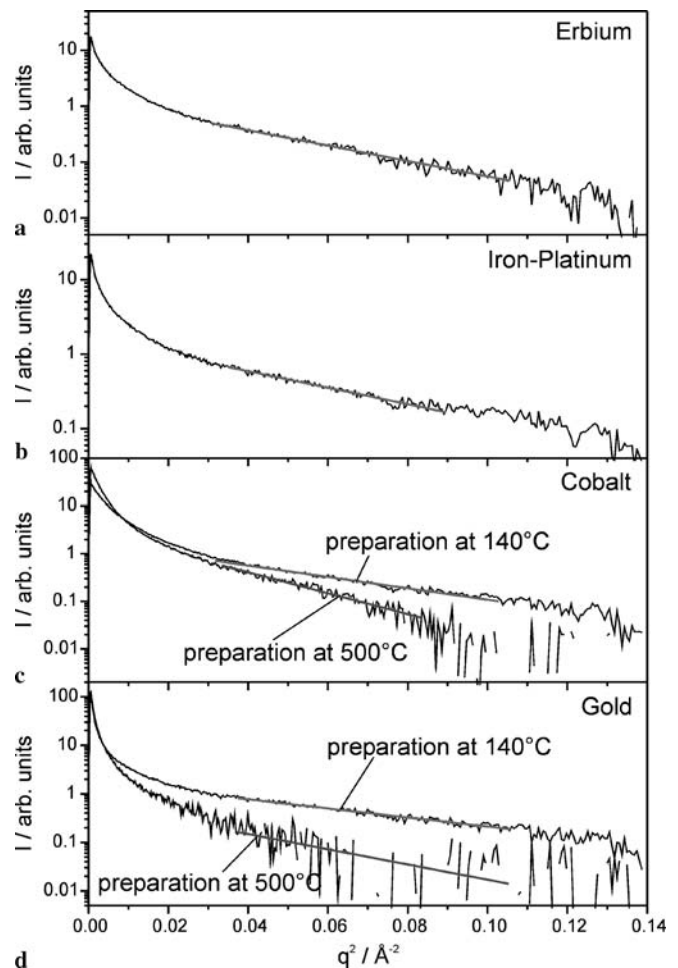 Erbium
I / arb. units
10
1
0.1
0.01
a
Iron-Platinum
I / arb. units
10
1
0.1
b
100
Cobalt
I / arb. units
10
1
0.1
0.01
preparation at 140°C
preparation at 500°C
c
Gold
I / arb. units
100
10
1
0.1
0.01
preparation at 140°C
preparation at 500°C
0.00 0.02 0.04 0.06 0.08 0.10 0.12 0.14
d
q² / Å⁻²